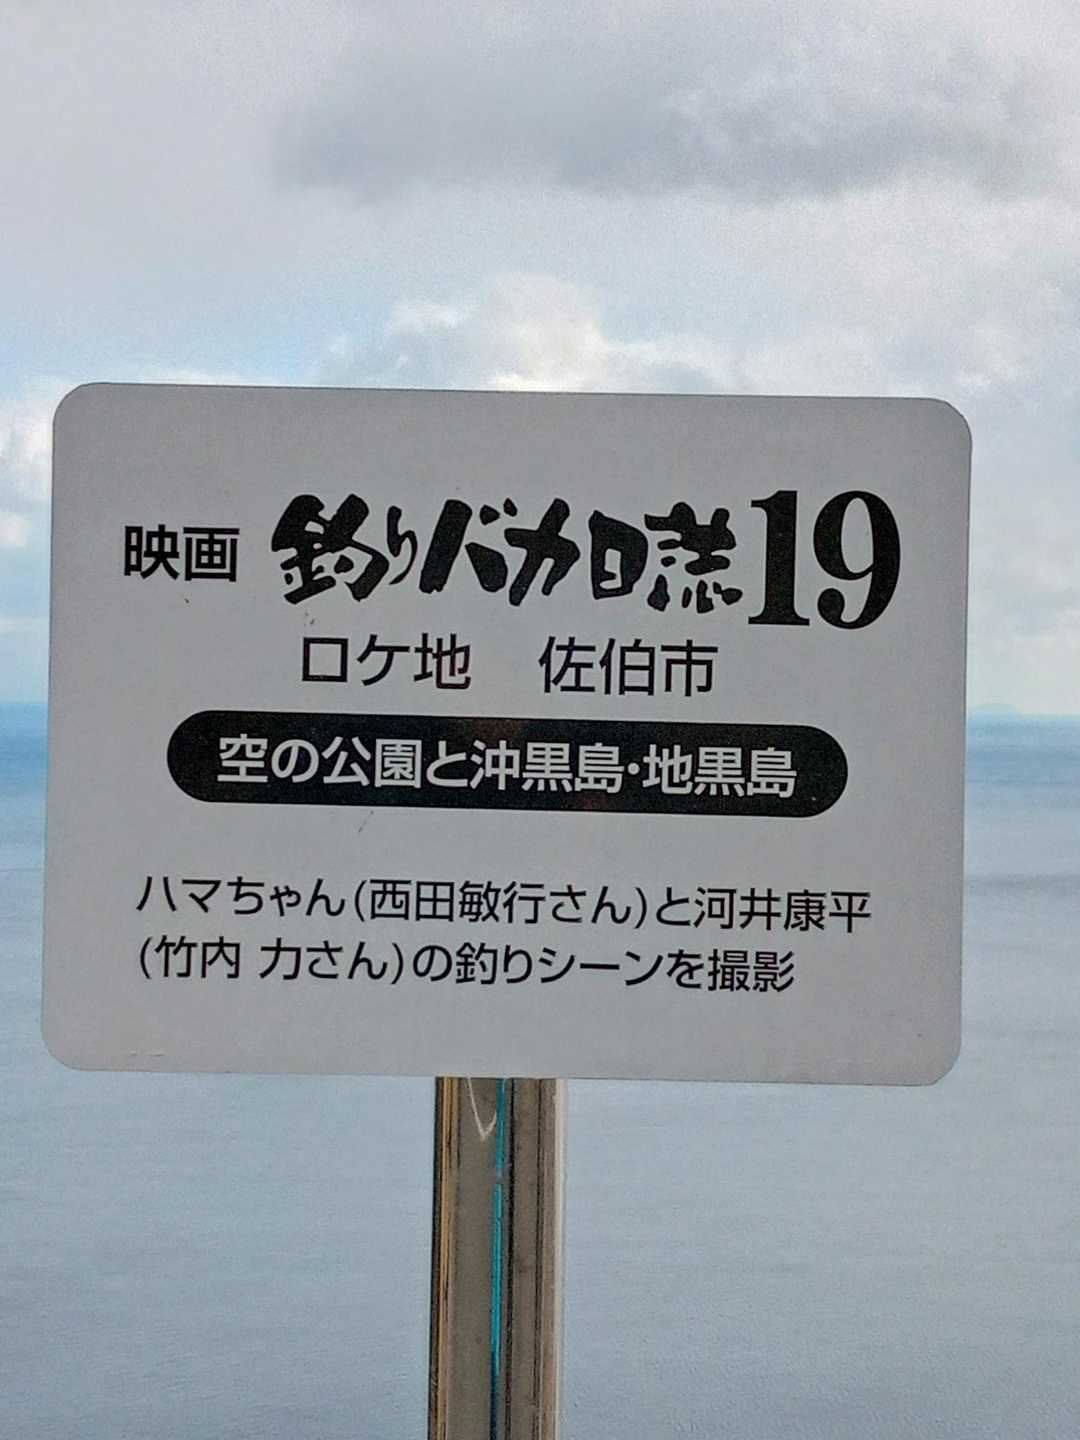 映画 釣りバカ日誌19
ロケ地 佐伯市
空の公園と沖黒島・地黒島
ハマちゃん(西田敏行さん)と河井康平
(竹内 力さん)の釣りシーンを撮影